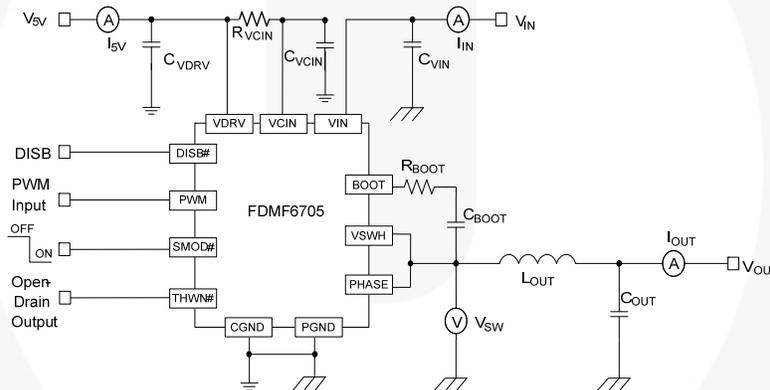 V5V
A
I5V
CVDRV
RVCIN
CVCIN
CVIN
A
IIN
VIN
VDRV
VCIN
VIN
DISB
DISB#
PWM
Input
PWM
OFF
ON
SMOD#
Open-
Drain
Output
THWN#
FDMF6705
BOOT
RBOOT
CBOOT
VSWH
PHASE
CGND
PGND
V
VSW
LOUT
COUT
IOUT
A
VOU